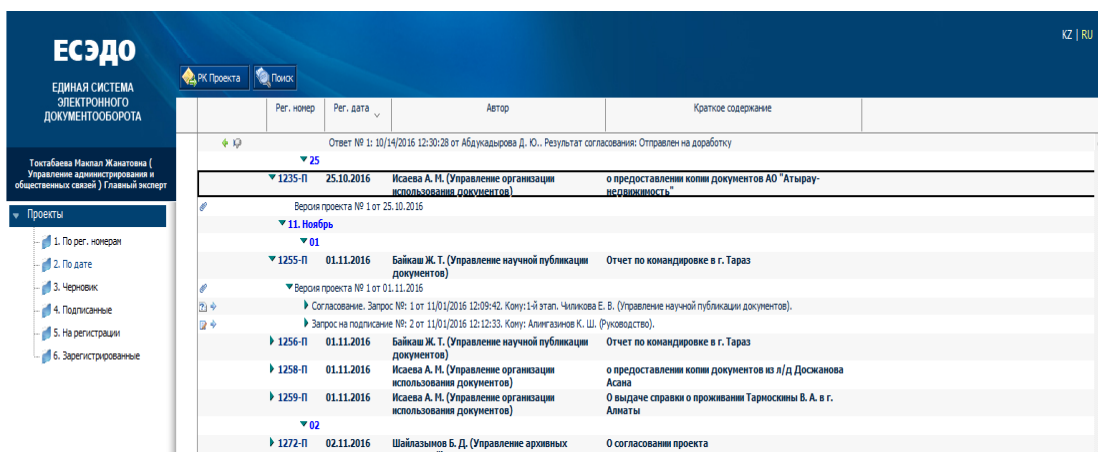 KZ | RU
ЕСЭДО
ЕДИНАЯ СИСТЕМА
ЭЛЕКТРОННОГО
ДОКУМЕНТООБОРОТА
Токтабаева Макпал Жанатовна (
Управление администрирования и
общественных связей ) Главный эксперт
Проекты
1. По рег. номерам
2. По дате
3. Черновик
4. Подписанные
5. На регистрации
6. Зарегистрированные
РК Проекта Поиск
Рег. номер Рег. дата Автор Краткое содержание
Ответ № 1: 10/14/2016 12:30:28 от Абдукадырова Д. Ю.. Результат согласования: Отправлен на доработку
25
1235-П 25.10.2016 Исаева А. М. (Управление организации о предоставлении копии документов АО "Атырау-
использования документов) недвижимость"
Версия проекта № 1 от 25.10.2016
11. Ноябрь
01
1255-П 01.11.2016 Байкаш Ж. Т. (Управление научной публикации Отчет по командировке в г. Тараз
документов)
Версия проекта № 1 от 01.11.2016
Согласование. Запрос №: 1 от 11/01/2016 12:09:42. Кому:1-й этап. Чиликова Е. В. (Управление научной публикации документов).
Запрос на подписание №: 2 от 11/01/2016 12:12:33. Кому: Алингазинов К. Ш. (Руководство).
1256-П 01.11.2016 Байкаш Ж. Т. (Управление научной публикации Отчет по командировке в г. Тараз
документов)
1258-П 01.11.2016 Исаева А. М. (Управление организации о предоставлении копии документов из л/д Досжанова
использования документов) Асана
1259-П 01.11.2016 Исаева А. М. (Управление организации О выдаче справки о проживании Тармоскины В. А. в г.
использования документов) Алматы
02
1272-П 02.11.2016 Шайлазымов Б. Д. (Управление архивных О согласовании проекта